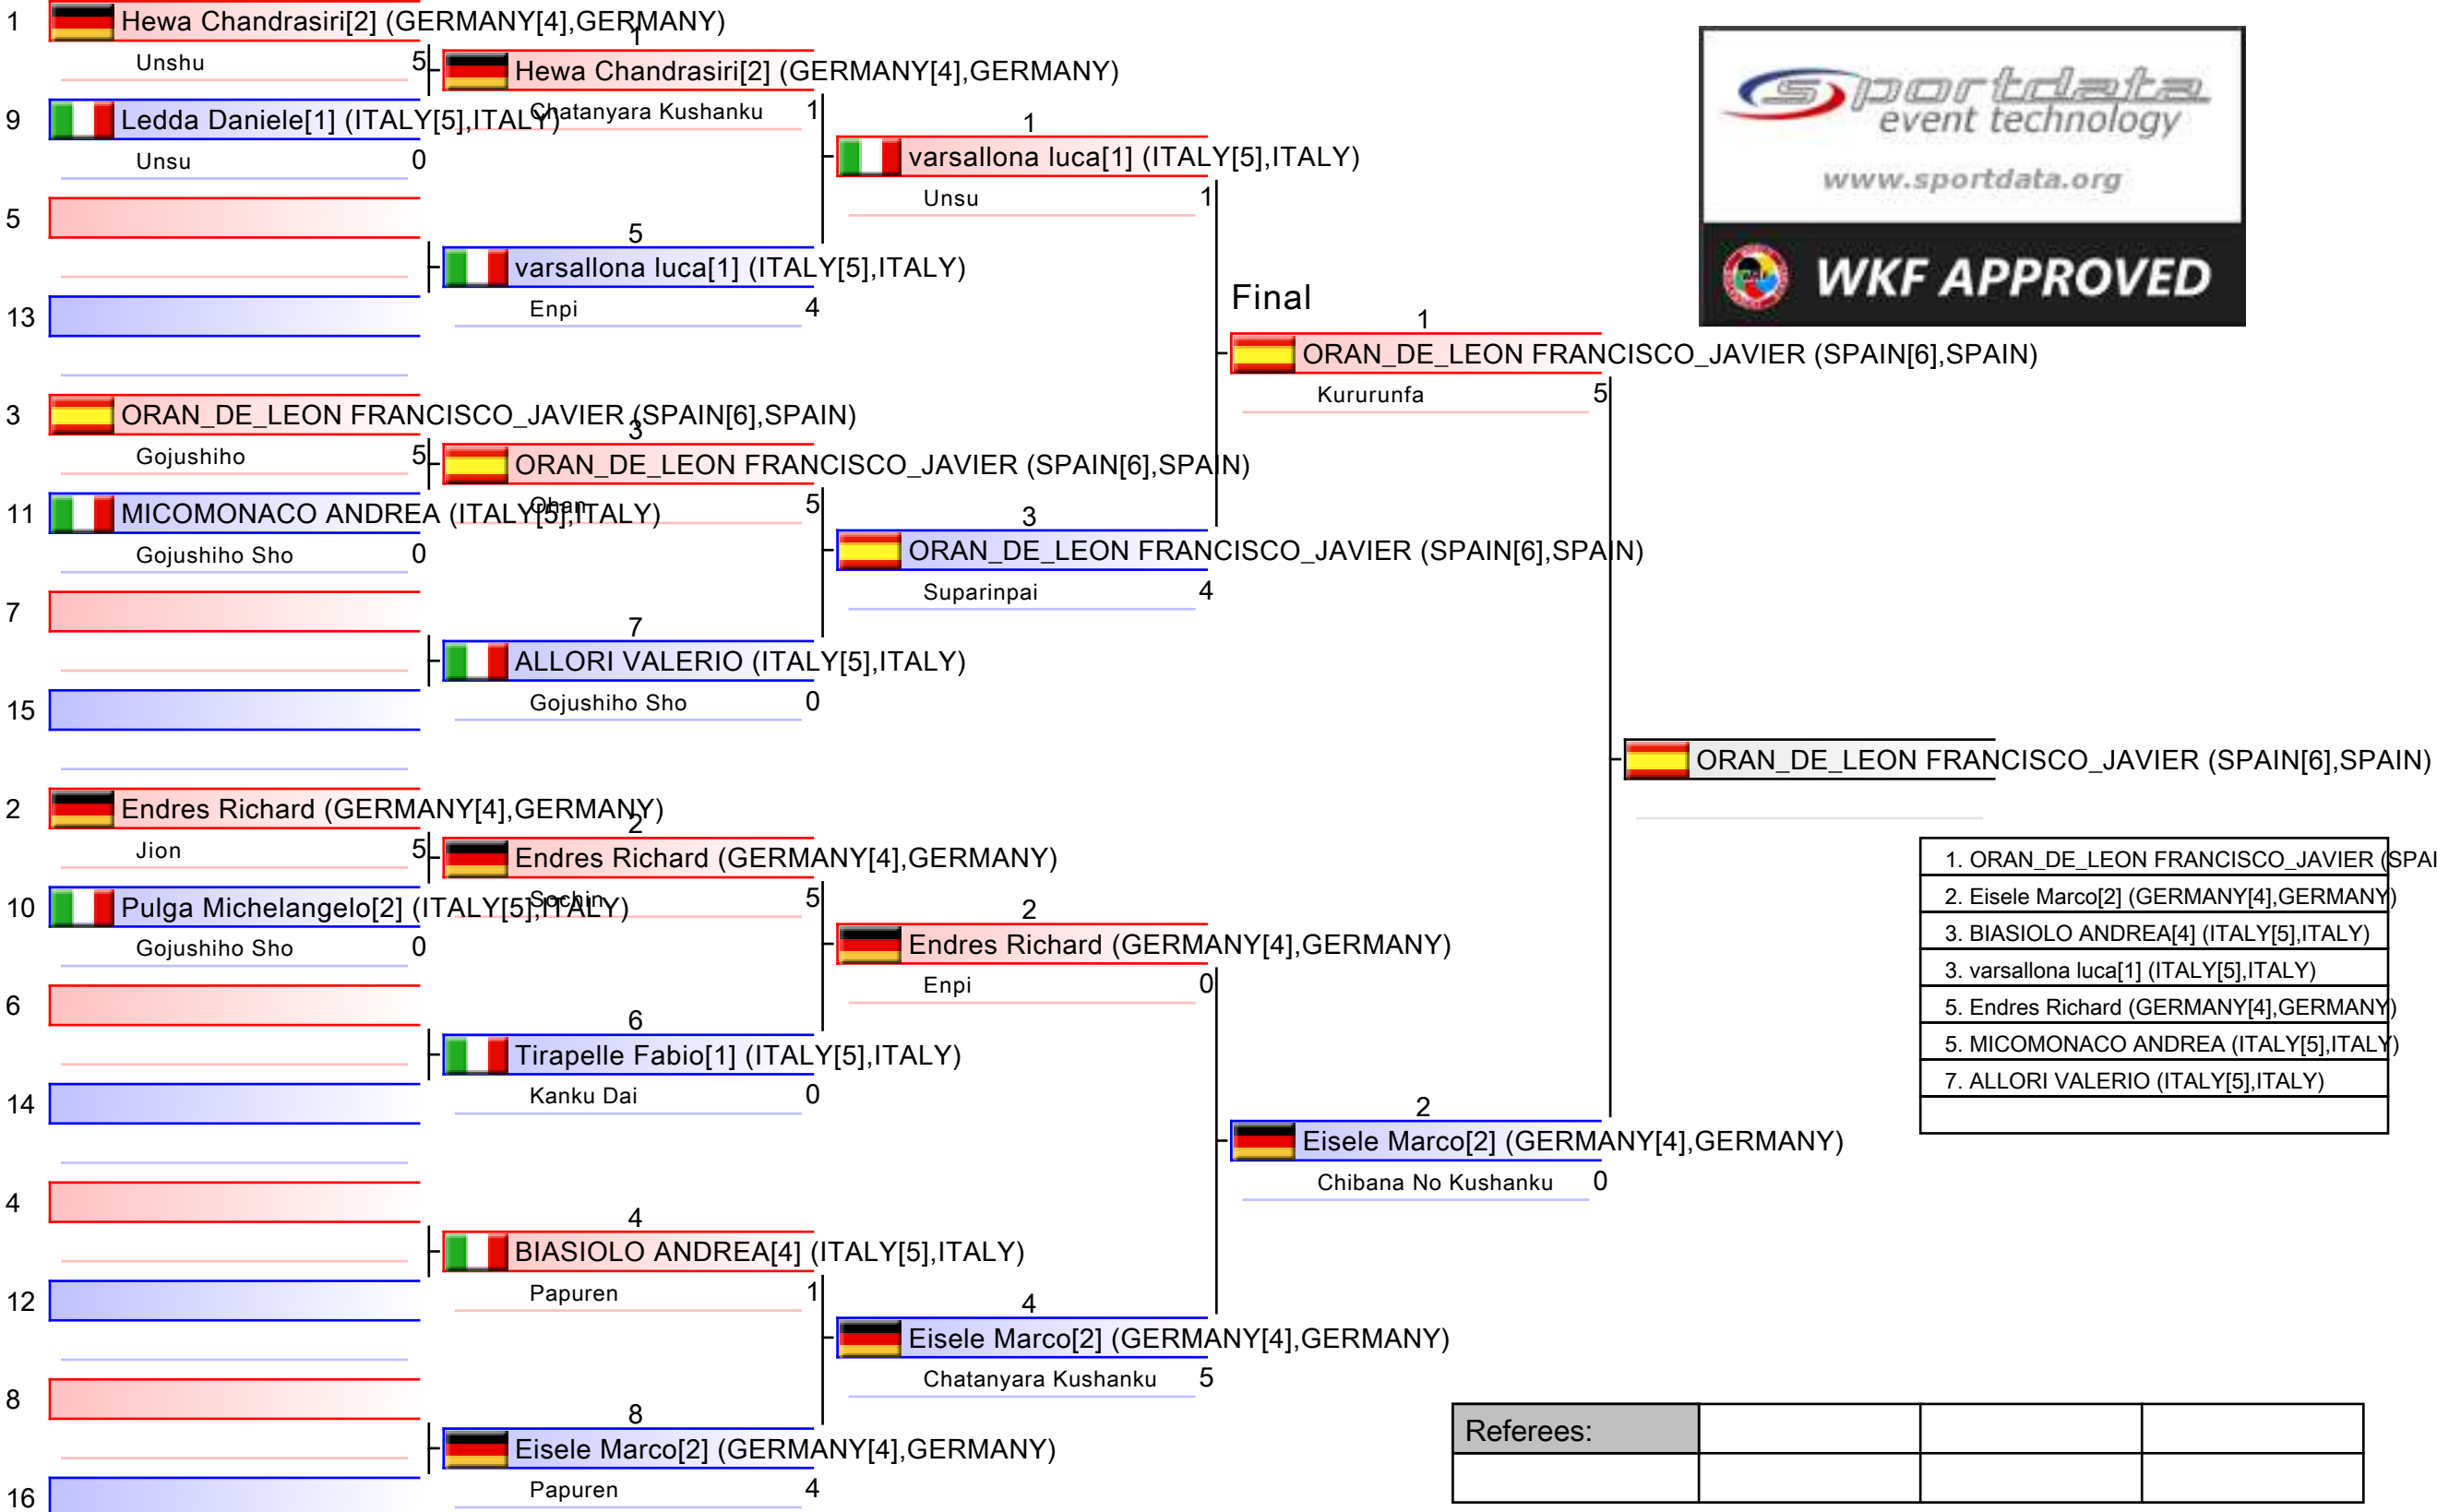 1 Hewa Chandrasiri[2] (GERMANY[4],GERMANY)
Unshu 5
9 Ledda Daniele[1] (ITALY[5],ITALY)
Unsu 0
5
13
3 ORAN_DE_LEON FRANCISCO_JAVIER (SPAIN[6],SPAIN)
Gojushiho 5
11 MICOMONACO ANDREA (ITALY[5],ITALY)
Gojushiho Sho 0
7
15
2 Endres Richard (GERMANY[4],GERMANY)
Jion 5
10 Pulga Michelangelo[2] (ITALY[5],ITALY)
Gojushiho Sho 0
6
14
4
12
8
16
1
Hewa Chandrasiri[2] (GERMANY[4],GERMANY)
Chatanyara Kushanku 1
5
varsallona luca[1] (ITALY[5],ITALY)
Enpi 4
3
ORAN_DE_LEON FRANCISCO_JAVIER (SPAIN[6],SPAIN)
Ohan 5
7
ALLORI VALERIO (ITALY[5],ITALY)
Gojushiho Sho 0
2
Endres Richard (GERMANY[4],GERMANY)
Sochin 5
6
Tirapelle Fabio[1] (ITALY[5],ITALY)
Kanku Dai 0
4
BIASIOLO ANDREA[4] (ITALY[5],ITALY)
Papuren 1
8
Eisele Marco[2] (GERMANY[4],GERMANY)
Papuren 4
1
varsallona luca[1] (ITALY[5],ITALY)
Unsu 1
3
ORAN_DE_LEON FRANCISCO_JAVIER (SPAIN[6],SPAIN)
Suparinpai 4
2
Endres Richard (GERMANY[4],GERMANY)
Enpi 0
4
Eisele Marco[2] (GERMANY[4],GERMANY)
Chatanyara Kushanku 5
Final
1
ORAN_DE_LEON FRANCISCO_JAVIER (SPAIN[6],SPAIN)
Kururunfa 5
2
Eisele Marco[2] (GERMANY[4],GERMANY)
Chibana No Kushanku 0
ORAN_DE_LEON FRANCISCO_JAVIER (SPAIN[6],SPAIN)
sportdata
event technology
www.sportdata.org
WKF APPROVED
1. ORAN_DE_LEON FRANCISCO_JAVIER (SPAI
2. Eisele Marco[2] (GERMANY[4],GERMANY)
3. BIASIOLO ANDREA[4] (ITALY[5],ITALY)
3. varsallona luca[1] (ITALY[5],ITALY)
5. Endres Richard (GERMANY[4],GERMANY)
5. MICOMONACO ANDREA (ITALY[5],ITALY)
7. ALLORI VALERIO (ITALY[5],ITALY)
Referees: